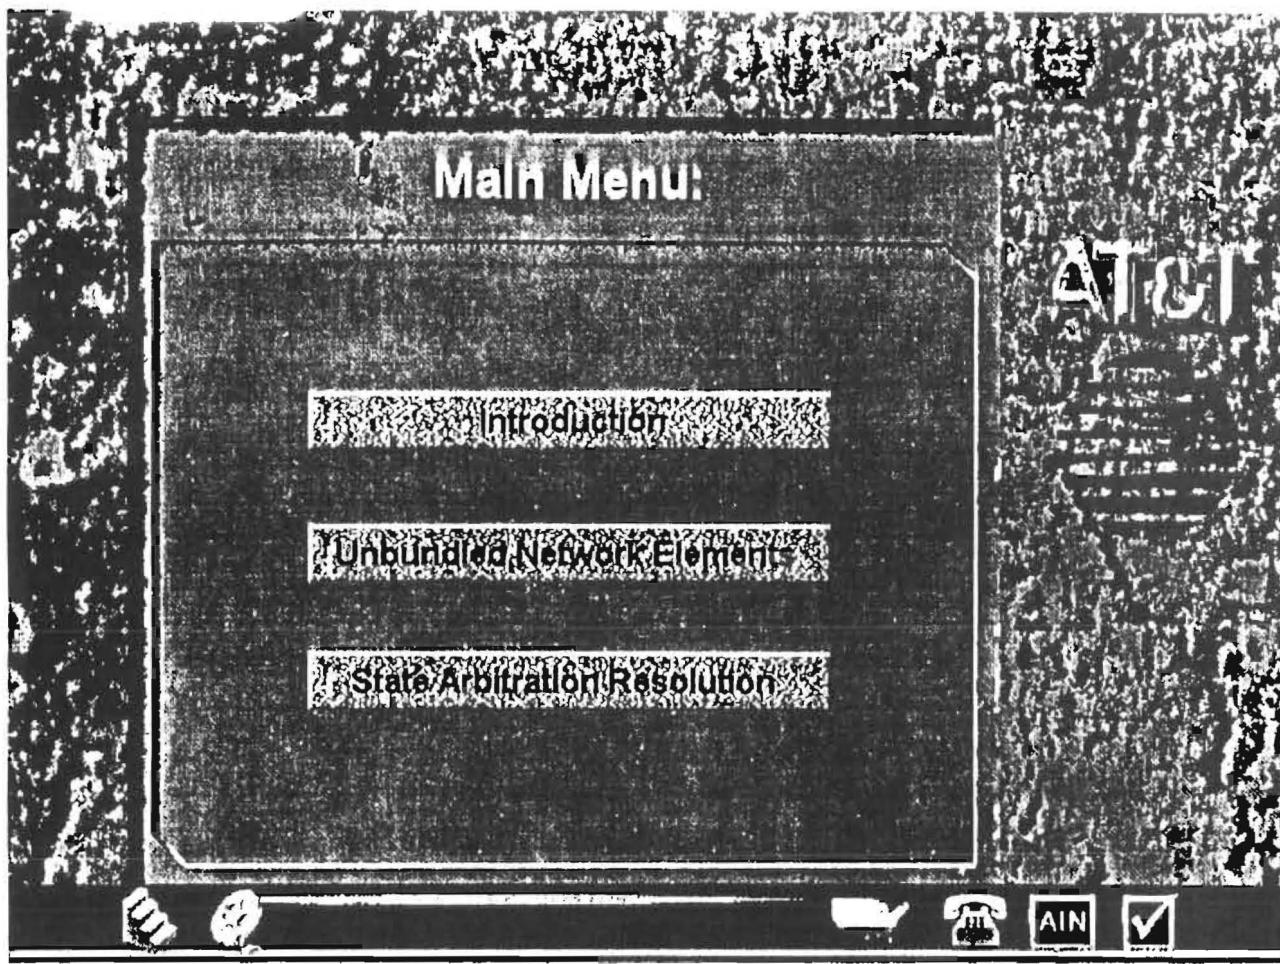 Main Menu:
AT&T
Introduction
Unbundled Network Element
State Arbitration Resolution
AIN